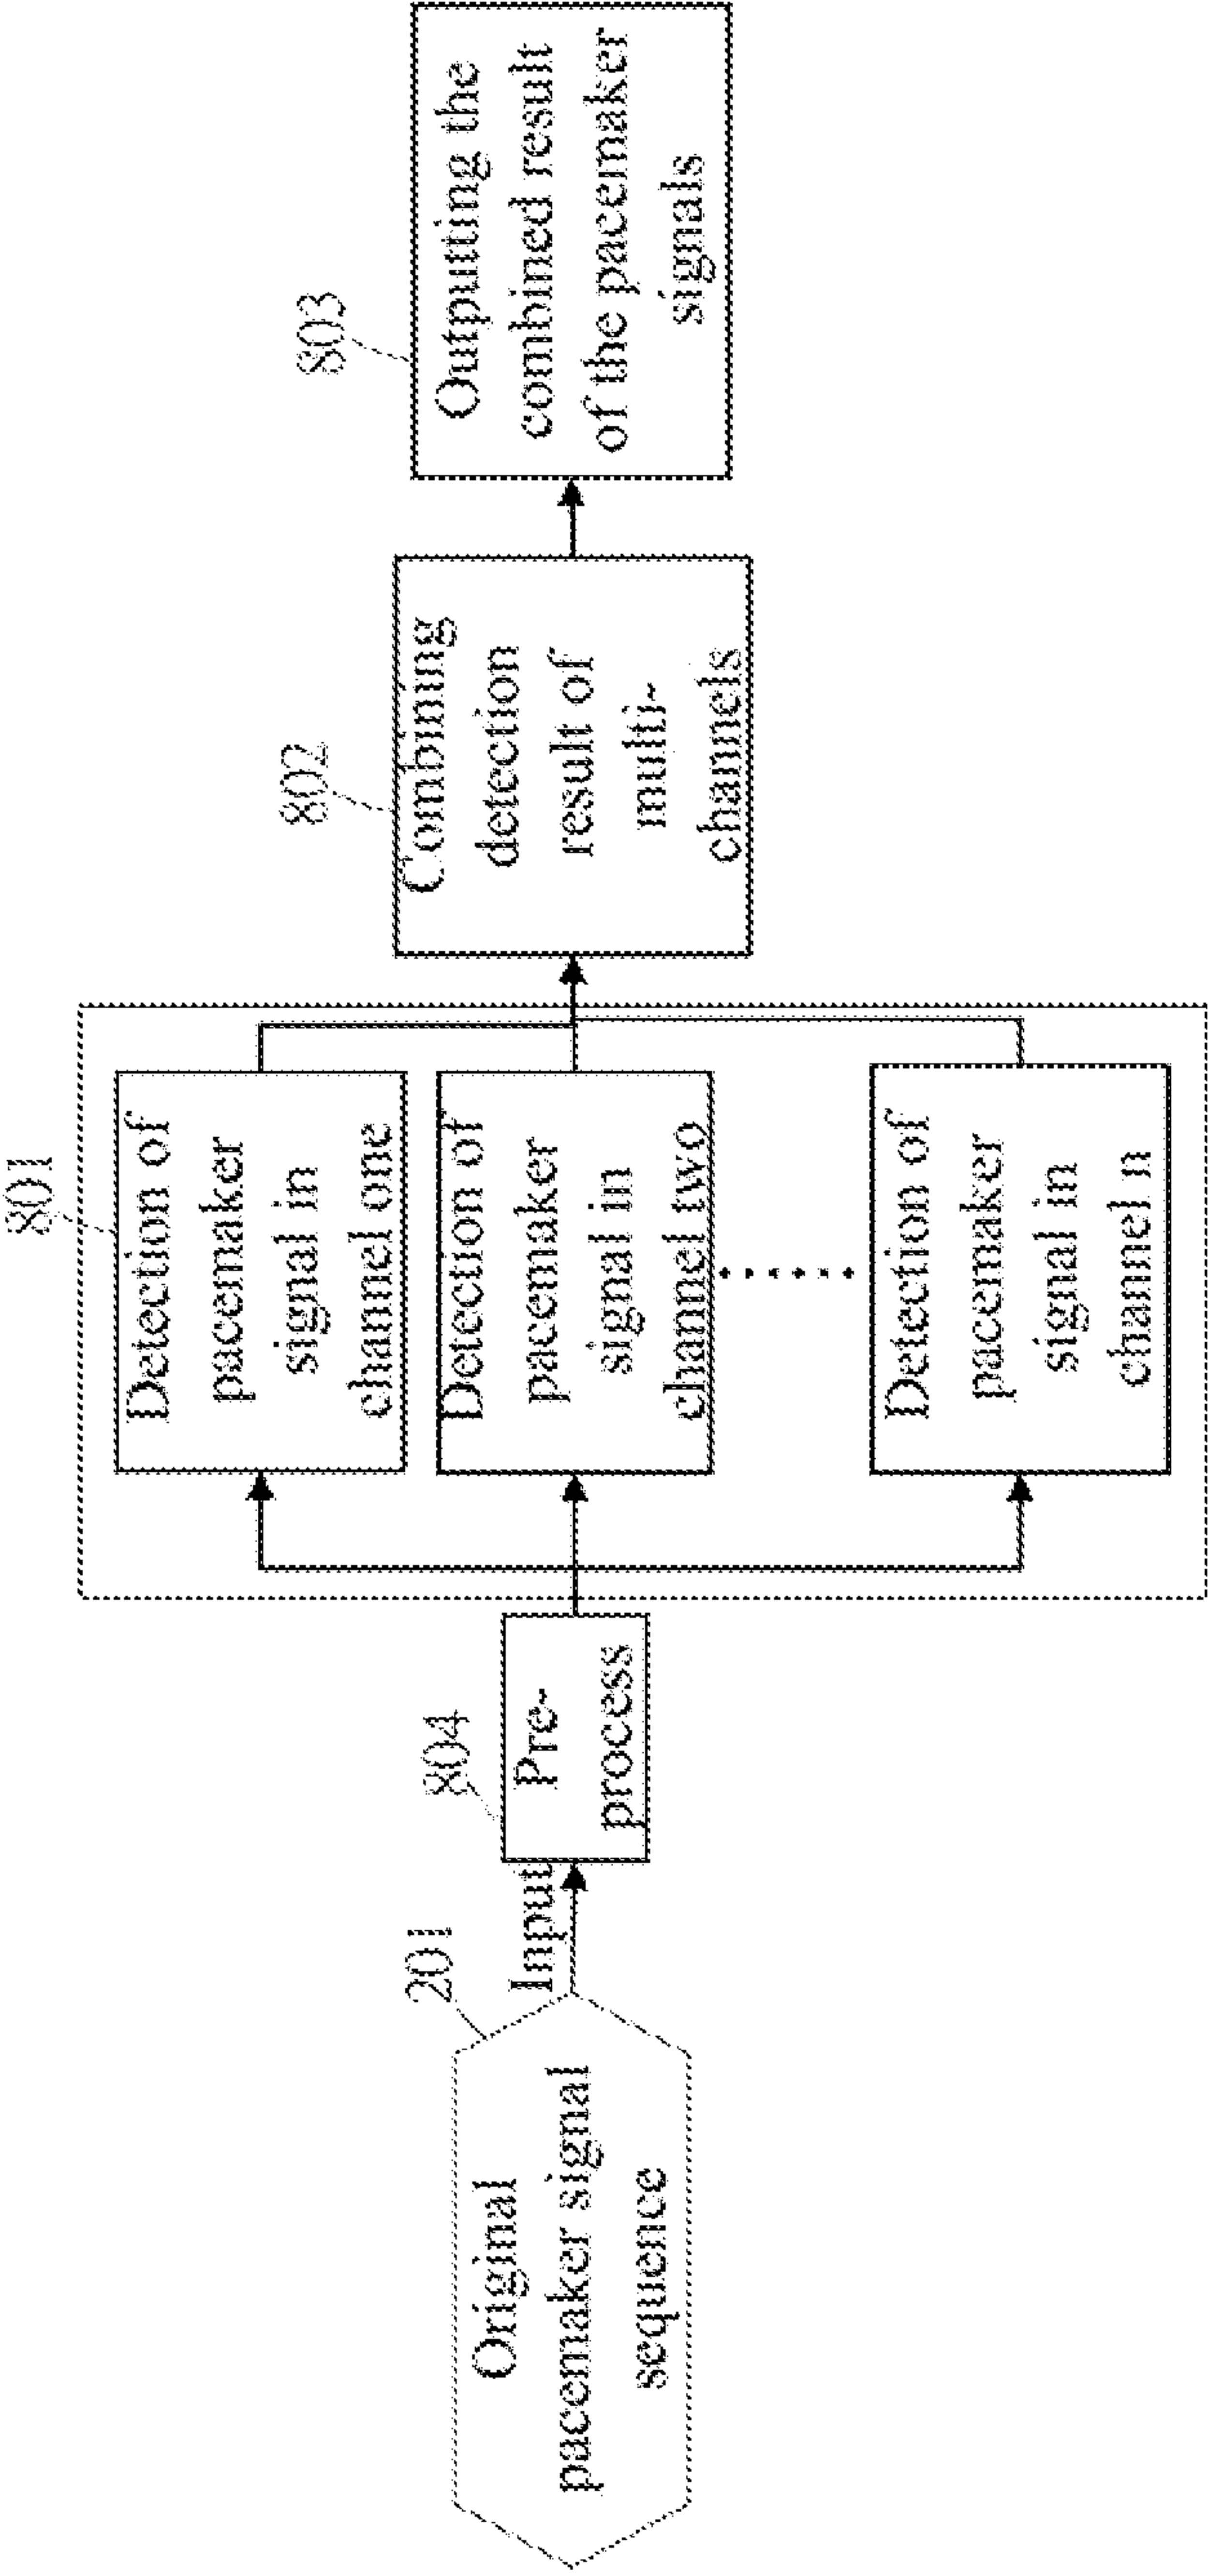 201
Original
pacemaker signal
sequence
Input
804
Pre-
process
801
Detection of
pacemaker
signal in
channel one
Detection of
pacemaker
signal in
channel two
Detection of
pacemaker
signal in
channel n
802
Combining
detection
result of
multi-
channels
803
Outputting the
combined result
of the pacemaker
signals